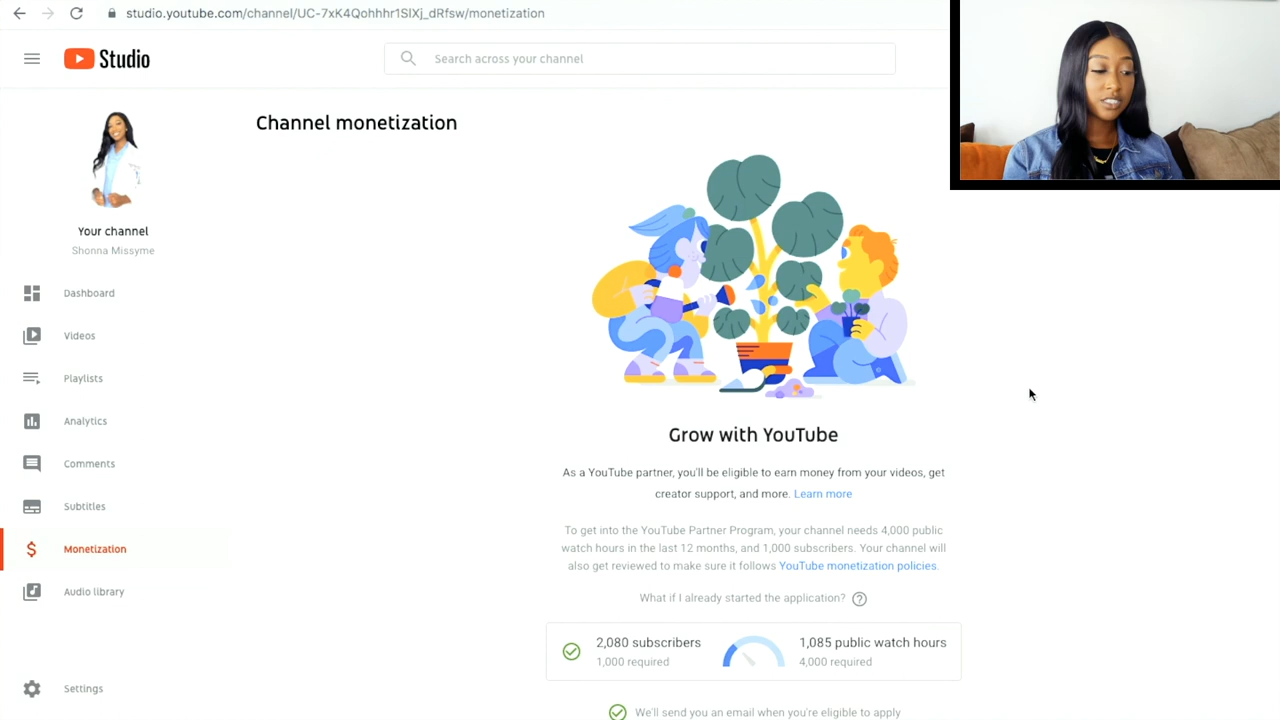 studio.youtube.com/channel/UC-7xK4Qohhhr1SIXj_dRfsw/monetization
Studio
Search across your channel
Channel monetization
Your channel
Shonna Missyme
Dashboard
Videos
Playlists
Analytics
Comments
Subtitles
Monetization
Audio library
Settings
Grow with YouTube
As a YouTube partner, you'll be eligible to earn money from your videos, get
creator support, and more. Learn more
To get into the YouTube Partner Program, your channel needs 4,000 public
watch hours in the last 12 months, and 1,000 subscribers. Your channel will
also get reviewed to make sure it follows YouTube monetization policies.
What if I already started the application?
2,080 subscribers
1,000 required
1,085 public watch hours
4,000 required
We'll send you an email when you're eligible to apply